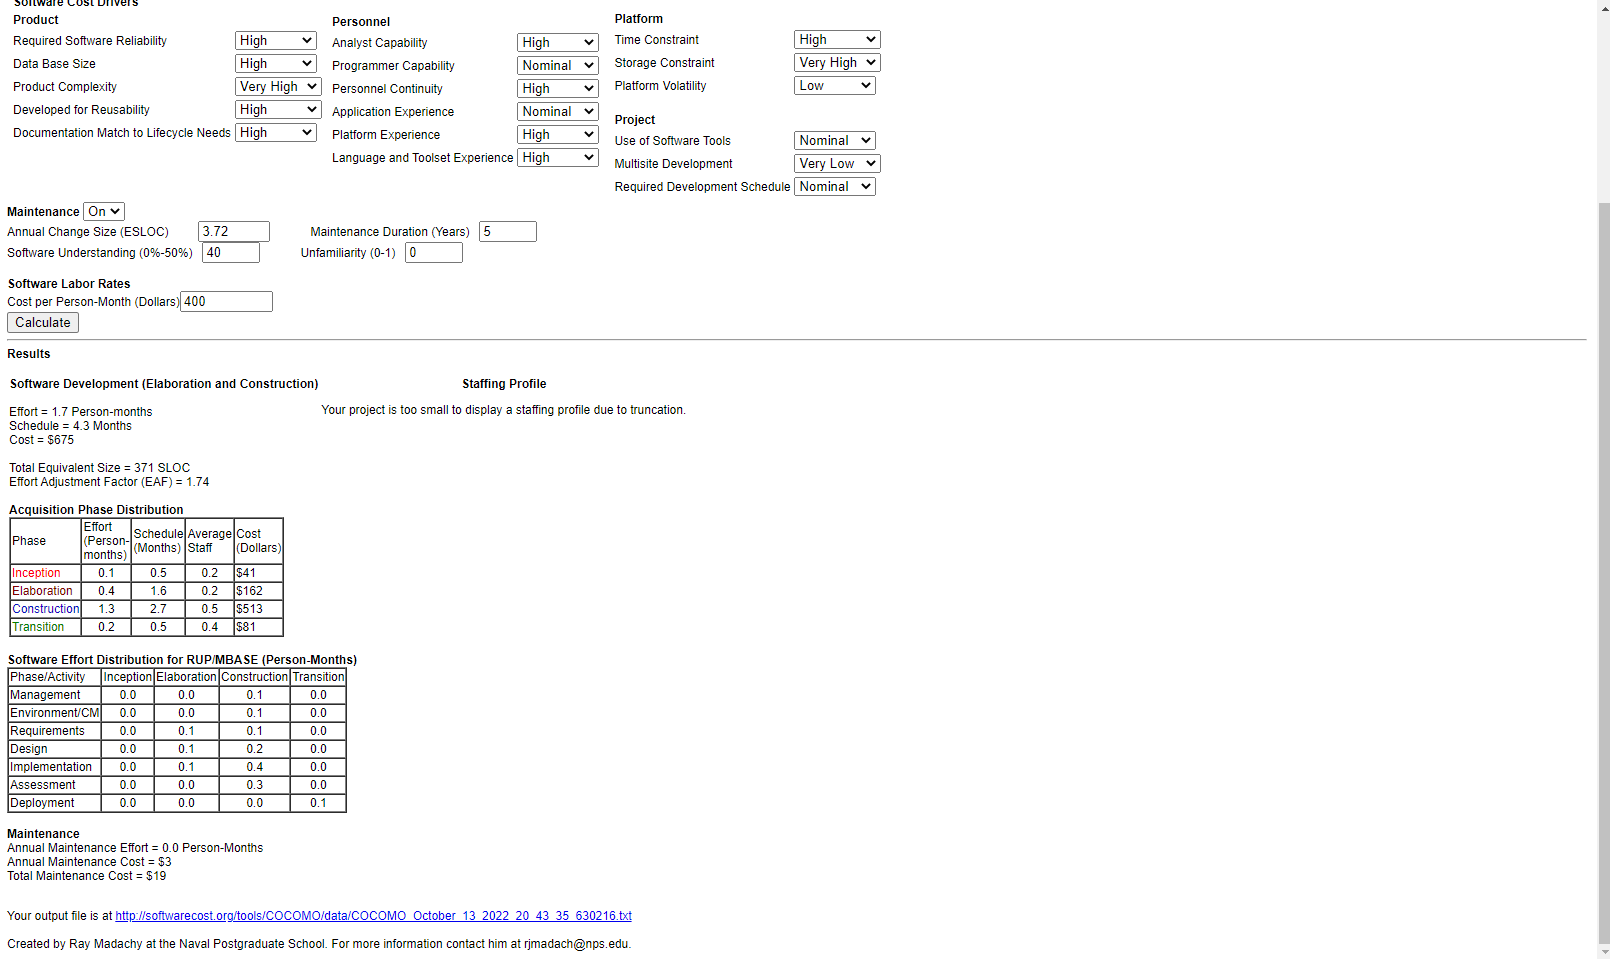 Software Cost Drivers
Product
Required Software Reliability High
Data Base Size High
Product Complexity Very High
Developed for Reusability High
Documentation Match to Lifecycle Needs High
Personnel
Analyst Capability High
Programmer Capability Nominal
Personnel Continuity High
Application Experience Nominal
Platform Experience High
Language and Toolset Experience High
Platform
Time Constraint High
Storage Constraint Very High
Platform Volatility Low
Project
Use of Software Tools Nominal
Multisite Development Very Low
Required Development Schedule Nominal
Maintenance On
Annual Change Size (ESLOC) 3.72 Maintenance Duration (Years) 5
Software Understanding (0%-50%) 40 Unfamiliarity (0-1) 0
Software Labor Rates
Cost per Person-Month (Dollars) 400
Calculate
Results
Software Development (Elaboration and Construction)
Effort = 1.7 Person-months
Schedule = 4.3 Months
Cost = $675
Total Equivalent Size = 371 SLOC
Effort Adjustment Factor (EAF) = 1.74
Staffing Profile
Your project is too small to display a staffing profile due to truncation.
Acquisition Phase Distribution
Phase Effort (Person-months) Schedule (Months) Average Staff Cost (Dollars)
Inception 0.1 0.5 0.2 $41
Elaboration 0.4 1.6 0.2 $162
Construction 1.3 2.7 0.5 $513
Transition 0.2 0.5 0.4 $81
Software Effort Distribution for RUP/MBASE (Person-Months)
Phase/Activity Inception Elaboration Construction Transition
Management 0.0 0.0 0.1 0.0
Environment/CM 0.0 0.0 0.1 0.0
Requirements 0.0 0.1 0.1 0.0
Design 0.0 0.1 0.2 0.0
Implementation 0.0 0.1 0.4 0.0
Assessment 0.0 0.0 0.3 0.0
Deployment 0.0 0.0 0.0 0.1
Maintenance
Annual Maintenance Effort = 0.0 Person-Months
Annual Maintenance Cost = $3
Total Maintenance Cost = $19
Your output file is at http://softwarecost.org/tools/COCOMO/data/COCOMO_October_13_2022_20_43_35_630216.txt
Created by Ray Madachy at the Naval Postgraduate School. For more information contact him at rjmadach@nps.edu.